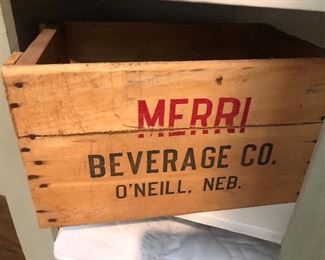 MERRI
BEVERAGE CO.
O'NEILL, NEB.